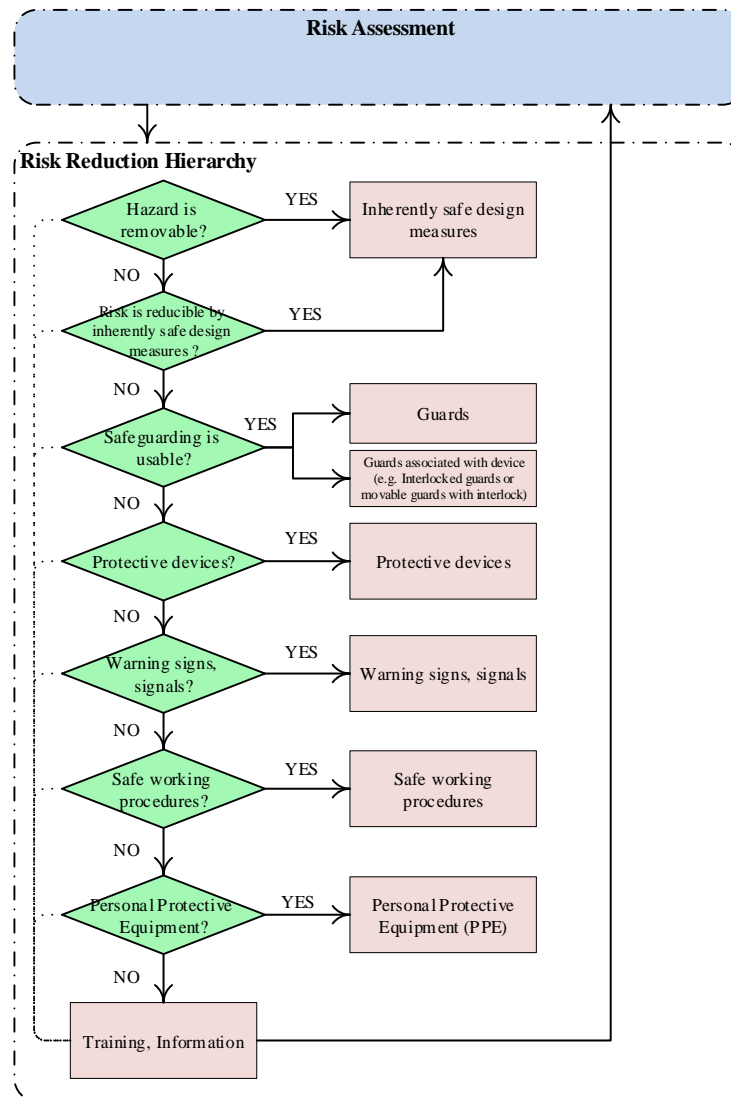 Risk Assessment
Risk Reduction Hierarchy
Hazard is
removable?
YES
Inherently safe design
measures
NO
Risk is reducible by
inherently safe design
measures ?
YES
NO
Safeguarding is
usable?
YES
Guards
Guards associated with device
(e.g. Interlocked guards or
movable guards with interlock)
NO
Protective devices?
YES
Protective devices
NO
Warning signs,
signals?
YES
Warning signs, signals
NO
Safe working
procedures?
YES
Safe working
procedures
NO
Personal Protective
Equipment?
YES
Personal Protective
Equipment (PPE)
NO
Training, Information